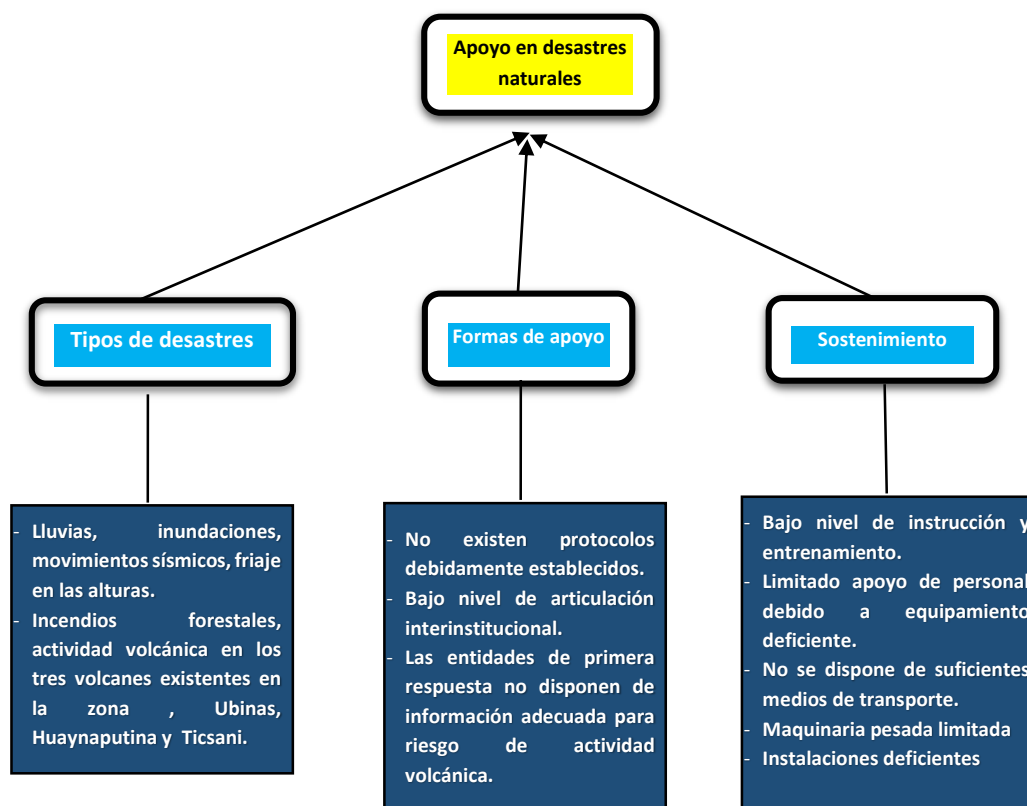 Apoyo en desastres
naturales
Tipos de desastres
Formas de apoyo
Sostenimiento
- Lluvias, inundaciones,
movimientos sísmicos, friaje
en las alturas.
- Incendios forestales,
actividad volcánica en los
tres volcanes existentes en
la zona , Ubinas,
Huaynaputina y Ticsani.
- No existen protocolos
debidamente establecidos.
- Bajo nivel de articulación
interinstitucional.
- Las entidades de primera
respuesta no disponen de
información adecuada para
riesgo de actividad
volcánica.
- Bajo nivel de instrucción y
entrenamiento.
- Limitado apoyo de personal
debido a equipamiento
deficiente.
- No se dispone de suficientes
medios de transporte.
- Maquinaria pesada limitada
- Instalaciones deficientes